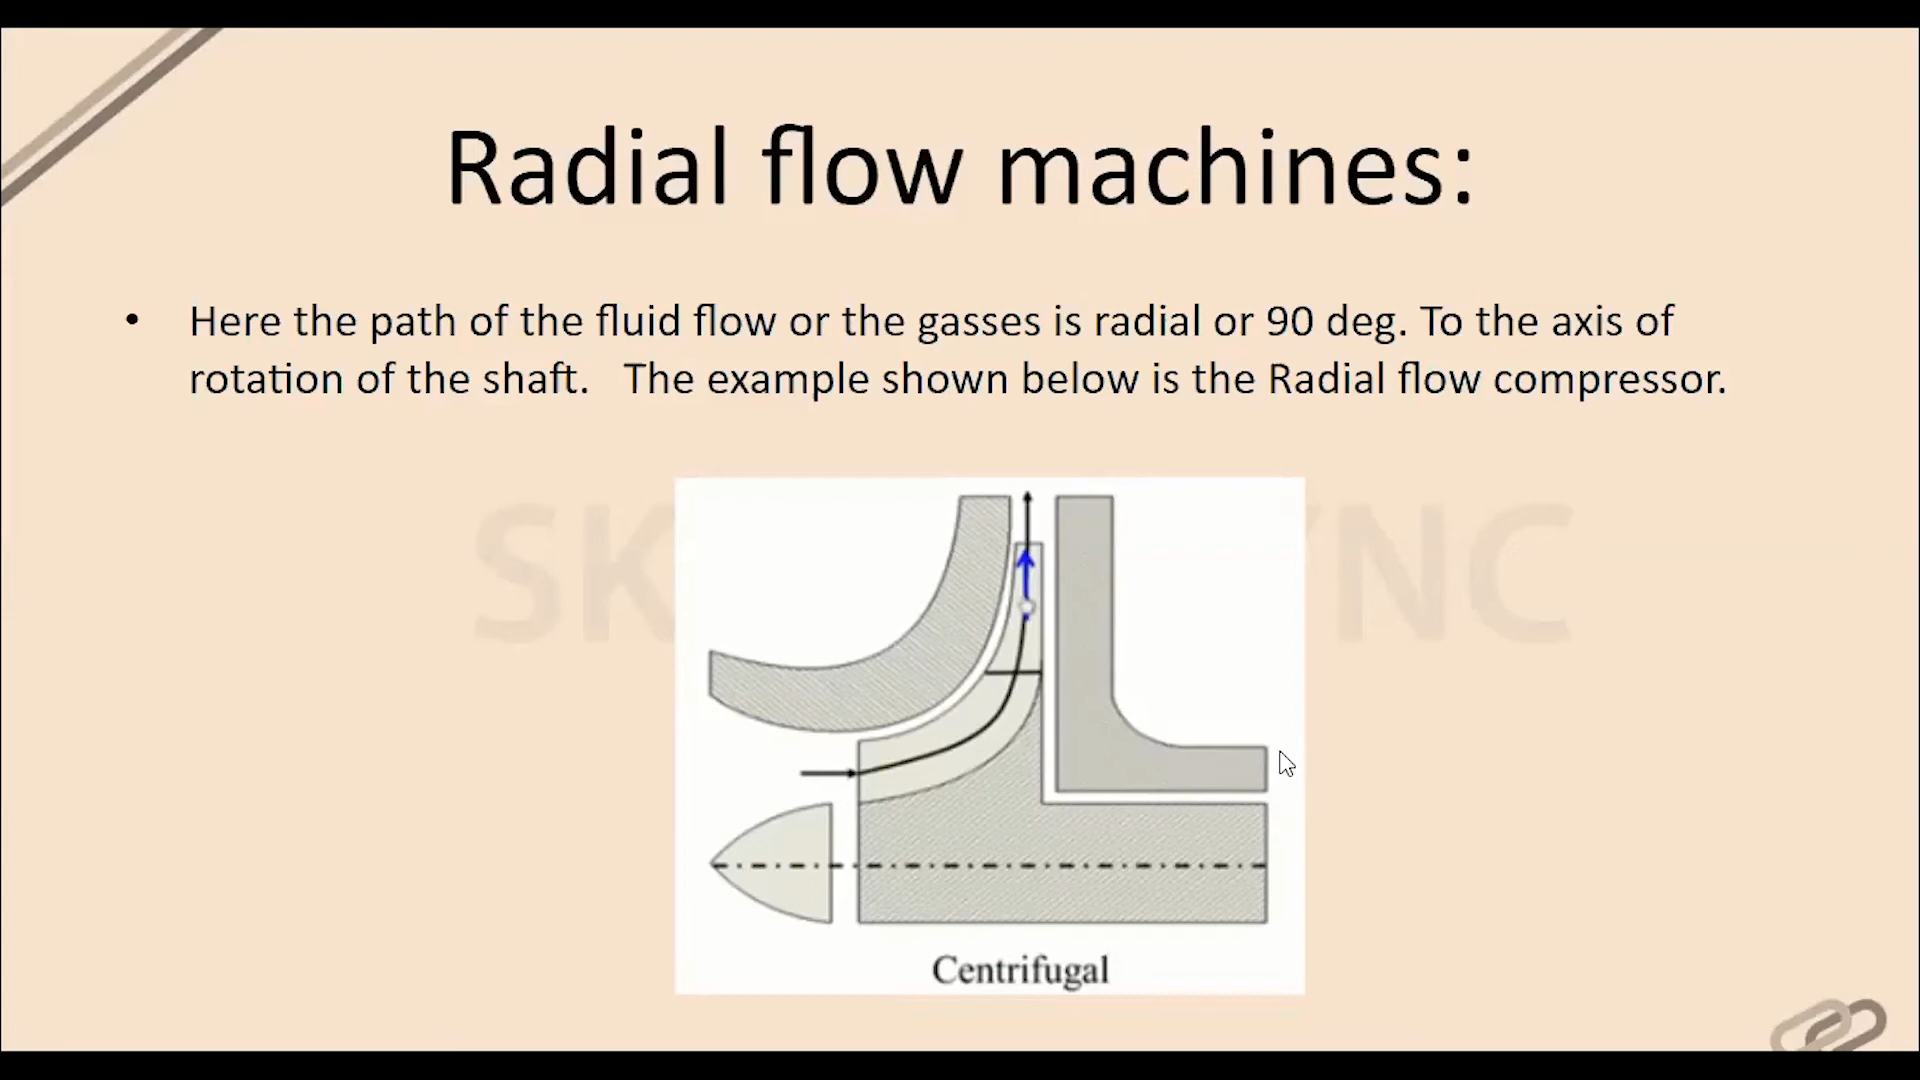 Radial flow machines:
• Here the path of the fluid flow or the gasses is radial or 90 deg. To the axis of
rotation of the shaft.   The example shown below is the Radial flow compressor.
Centrifugal